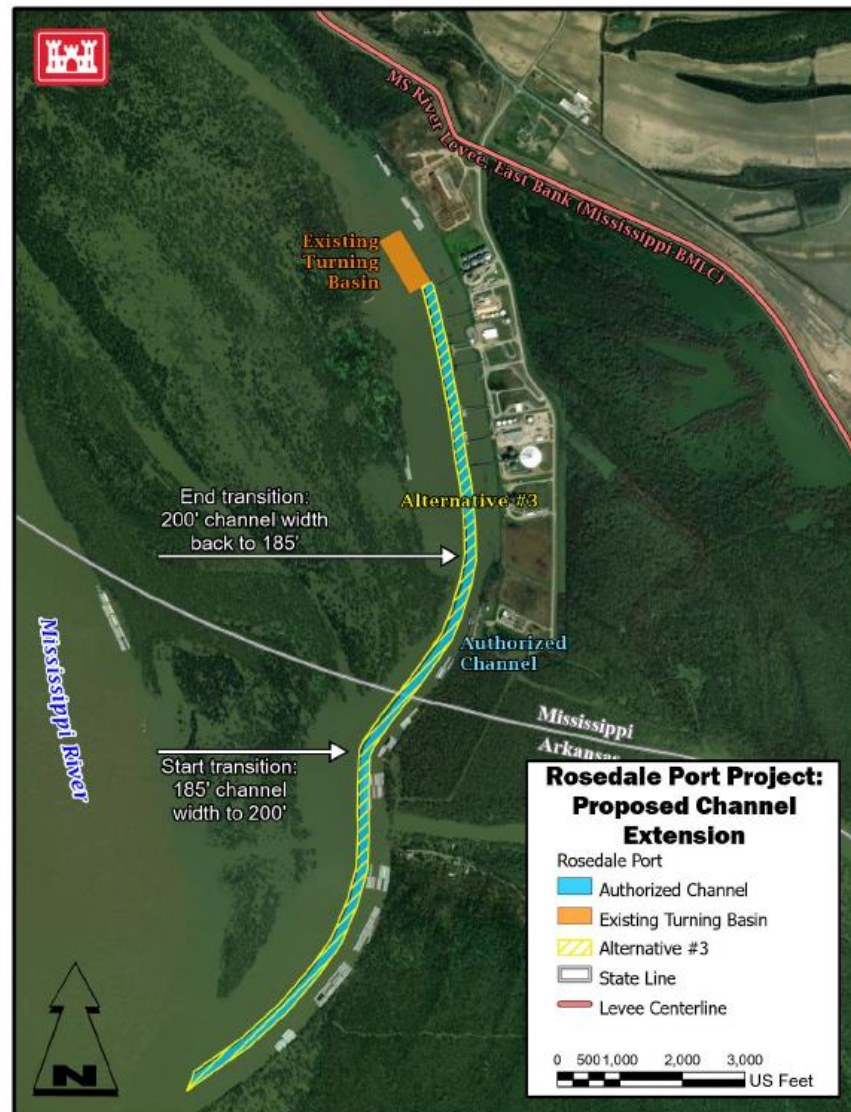 MS River Levee, East Bank (Mississippi-BMLC)
Existing
Turning
Basin
End transition:
200' channel width
back to 185'
Alternative #3
Authorized
Channel
Mississippi River
Mississippi
Arkansas
Start transition:
185' channel
width to 200'
Rosedale Port Project:
Proposed Channel
Extension
Rosedale Port
Authorized Channel
Existing Turning Basin
Alternative #3
State Line
Levee Centerline
0 500 1,000 2,000 3,000
US Feet
N